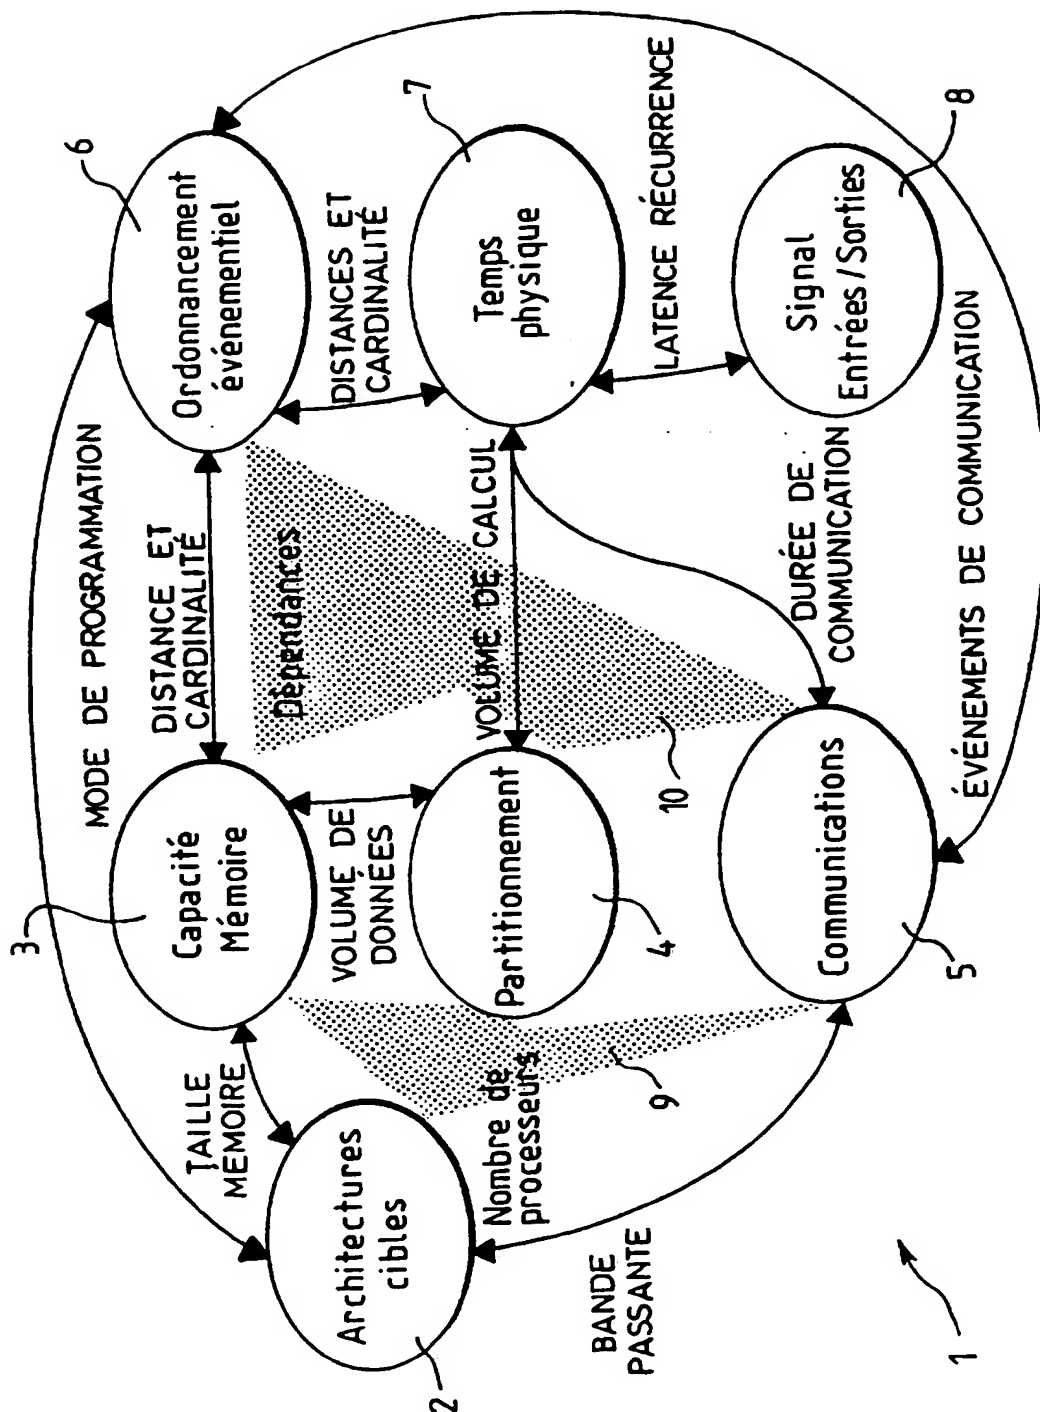 MODE DE PROGRAMMATION
3
6
Capacité
Mémoire
DISTANCE ET
CARDINALITÉ
Ordonnancement
événementiel
TAILLE
MÉMOIRE
Dépendances
VOLUME DE
DONNÉES
DISTANCES ET
CARDINALITÉ
7
2
Architectures
cibles
Nombre de
processeurs
Partitionnement
4
VOLUME DE CALCUL
Temps
physique
9
10
LATENCE RÉCURRENCE
BANDE
PASSANTE
Communications
5
DURÉE DE
COMMUNICATION
Signal
Entrées/Sorties
8
ÉVÉNEMENTS DE COMMUNICATION
1